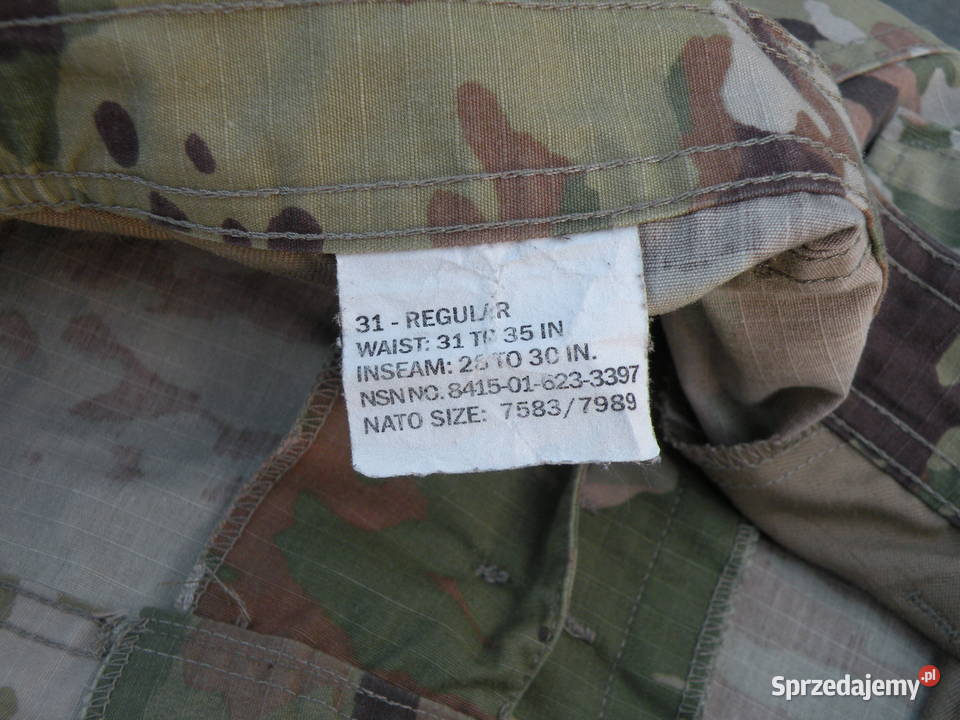 31 - REGULAR
WAIST: 31 TO 35 IN
INSEAM: 28 TO 30 IN.
NSN NO. 8415-01-623-3397
NATO SIZE: 7583/7989
Sprzedajemy.pl